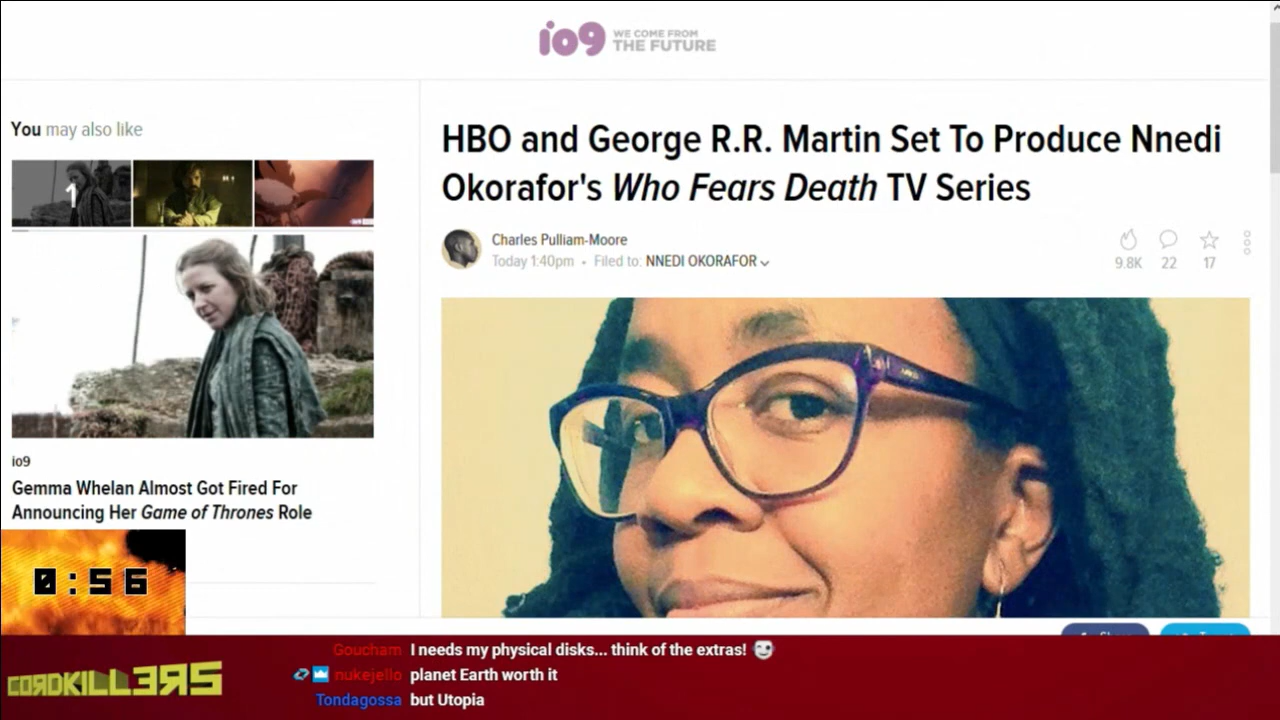 io9 WE COME FROM
THE FUTURE
You may also like
1
io9
Gemma Whelan Almost Got Fired For
Announcing Her Game of Thrones Role
HBO and George R.R. Martin Set To Produce Nnedi
Okorafor's Who Fears Death TV Series
Charles Pulliam-Moore
Today 1:40pm • Filed to: NNEDI OKORAFOR
9.8K 22 17
0:56
CORDKILL3RS
Goucham I needs my physical disks... think of the extras!
nukejello planet Earth worth it
Tondagossa but Utopia